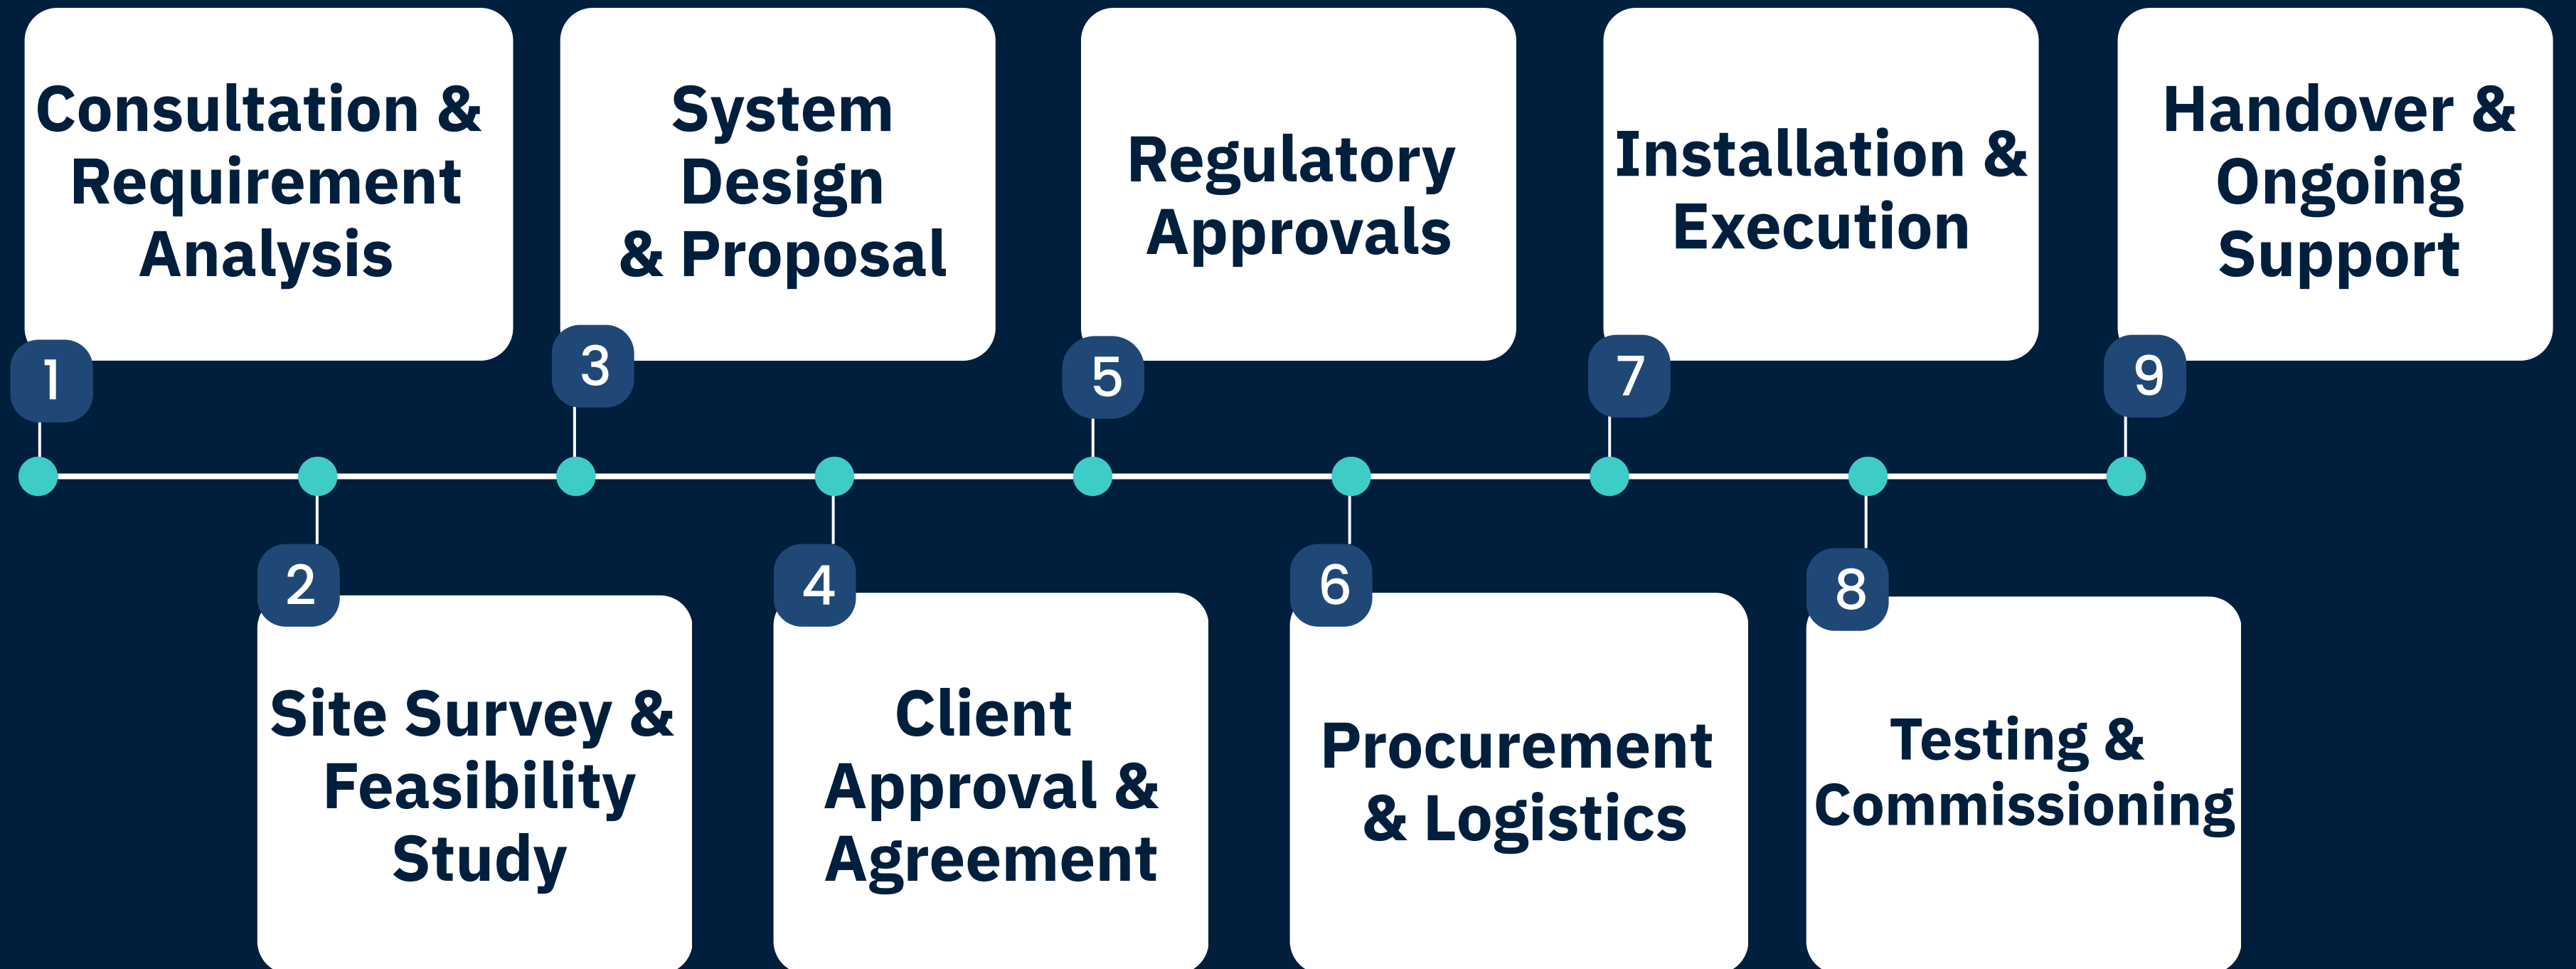 1
Consultation &
Requirement
Analysis
2
Site Survey &
Feasibility
Study
3
System
Design
& Proposal
4
Client
Approval &
Agreement
5
Regulatory
Approvals
6
Procurement
& Logistics
7
Installation &
Execution
8
Testing &
Commissioning
9
Handover &
Ongoing
Support